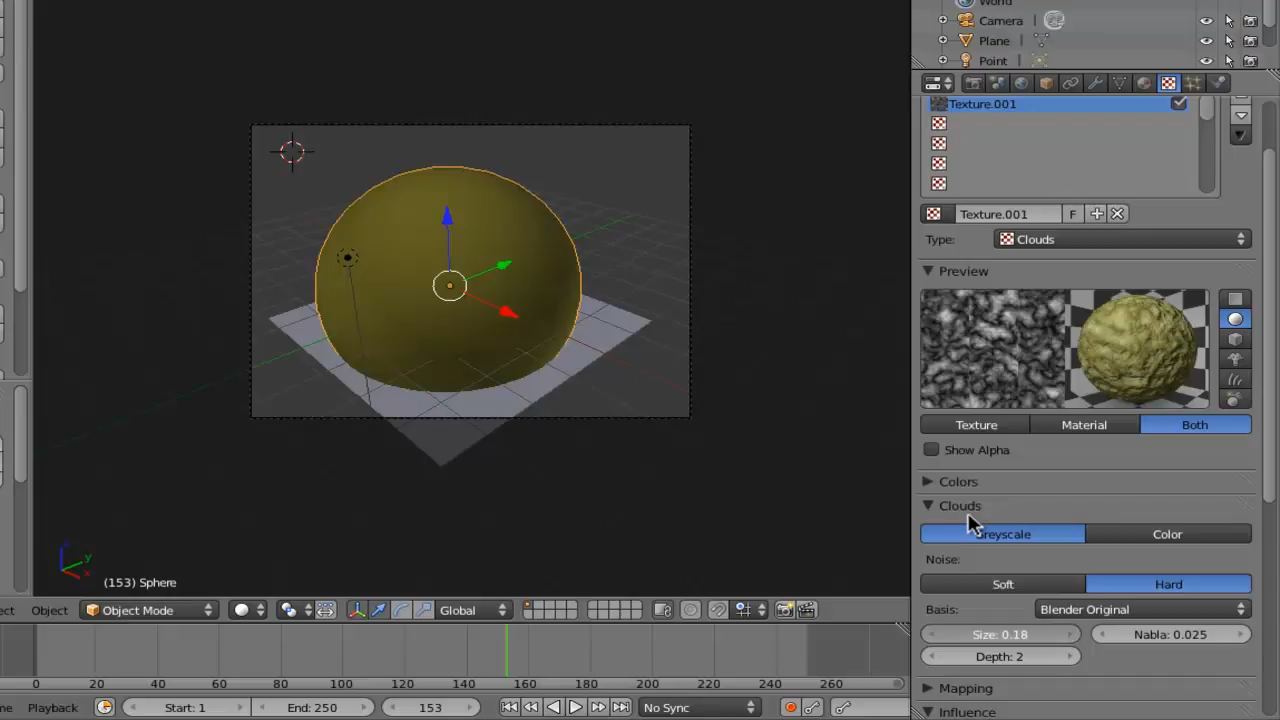 World
Camera
Plane
Point
Texture.001
Texture.001 F
Type: Clouds
Preview
Texture Material Both
Show Alpha
Colors
Clouds
Greyscale Color
Noise:
Soft Hard
Basis: Blender Original
Size: 0.18 Nabla: 0.025
Depth: 2
Mapping
Influence
z
y
x
(153) Sphere
ect Object Object Mode Global
0 20 40 60 80 100 120 140 160 180 200 220 240 260
me Playback Start: 1 End: 250 153 No Sync